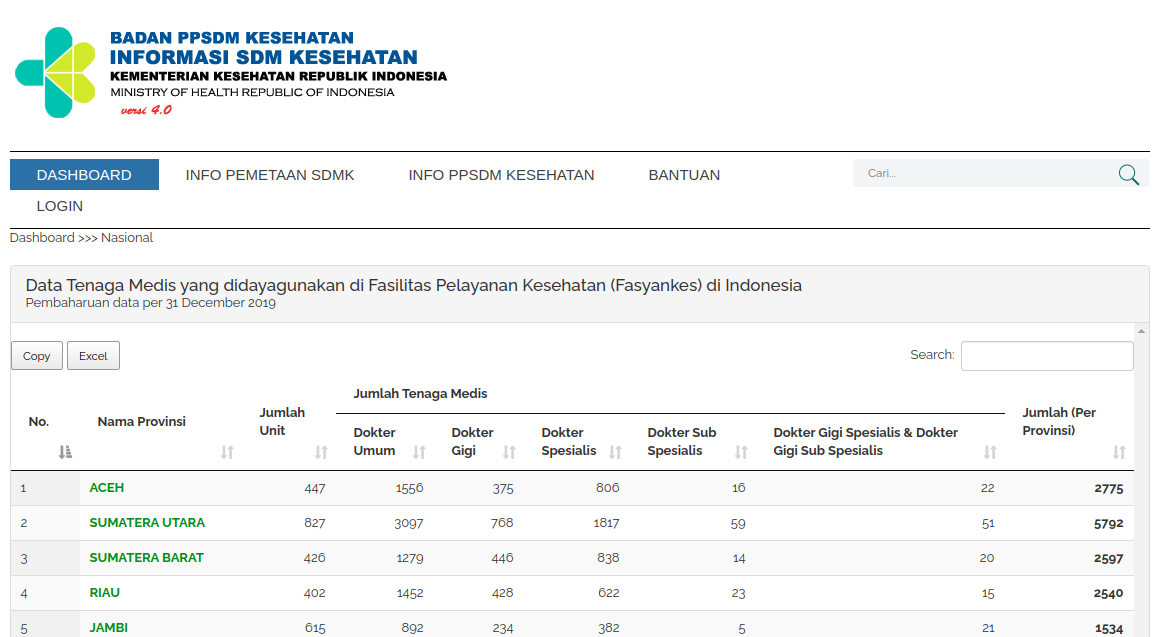 BADAN PPSDM KESEHATAN
INFORMASI SDM KESEHATAN
KEMENTERIAN KESEHATAN REPUBLIK INDONESIA
MINISTRY OF HEALTH REPUBLIC OF INDONESIA
versi 4.0
DASHBOARD INFO PEMETAAN SDMK INFO PPSDM KESEHATAN BANTUAN Cari...
LOGIN
Dashboard >>> Nasional
Data Tenaga Medis yang didayagunakan di Fasilitas Pelayanan Kesehatan (Fasyankes) di Indonesia
Pembaharuan data per 31 December 2019
Copy Excel Search:
Jumlah Tenaga Medis
No. Nama Provinsi Jumlah Unit Dokter Umum Dokter Gigi Dokter Spesialis Dokter Sub Spesialis Dokter Gigi Spesialis & Dokter Gigi Sub Spesialis Jumlah (Per Provinsi)
1 ACEH 447 1556 375 806 16 22 2775
2 SUMATERA UTARA 827 3097 768 1817 59 51 5792
3 SUMATERA BARAT 426 1279 446 838 14 20 2597
4 RIAU 402 1452 428 622 23 15 2540
5 JAMBI 615 892 234 382 5 21 1534